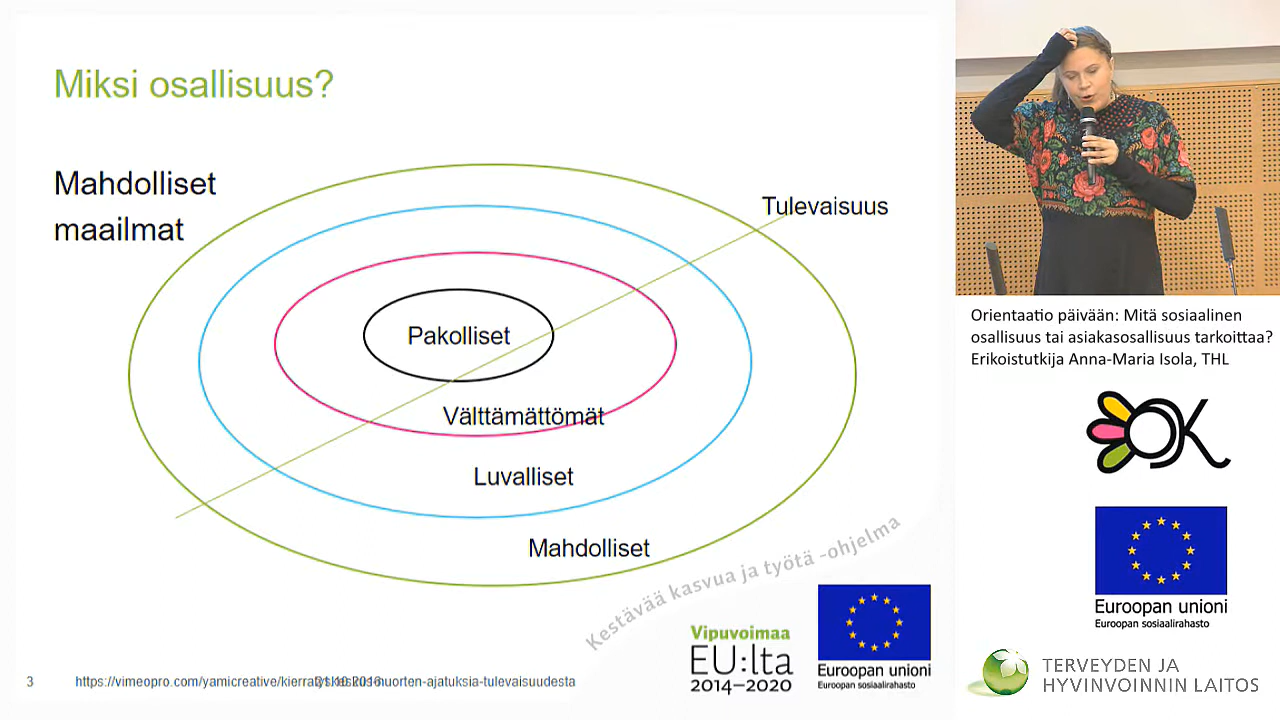 Miksi osallisuus?
Mahdolliset
maailmat
Tulevaisuus
Pakolliset
Välttämättömät
Luvalliset
Mahdolliset
Kestävää kasvua ja työtä -ohjelma
Vipuvoimaa
EU:lta
2014–2020
Euroopan unioni
Euroopan sosiaalirahasto
3
Orientaatio päivään: Mitä sosiaalinen
osallisuus tai asiakasosallisuus tarkoittaa?
Erikoistutkija Anna-Maria Isola, THL
OK
Euroopan unioni
Euroopan sosiaalirahasto
TERVEYDEN JA
HYVINVOINNIN LAITOS